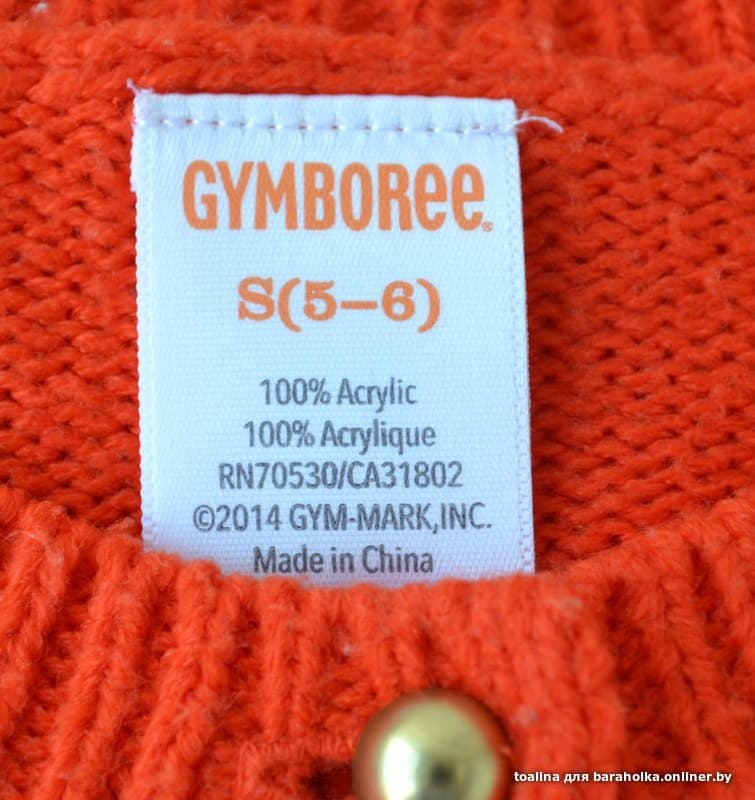 GYMBOREE®
S(5-6)
100% Acrylic
100% Acrylique
RN70530/CA31802
©2014 GYM-MARK,INC.
Made in China
toalina для baraholka.onliner.by